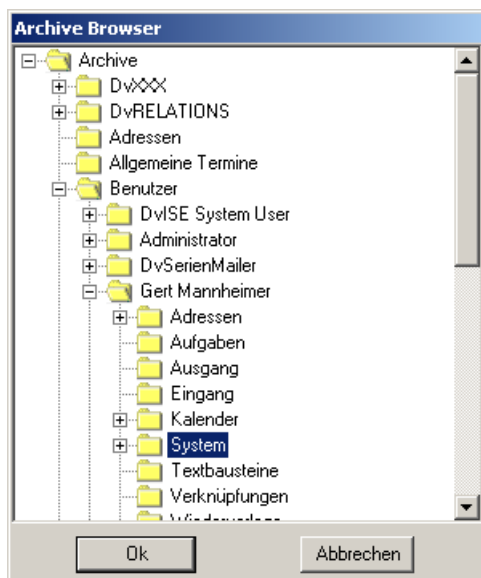 Archive Browser
Archive
DvXXX
DvRELATIONS
Adressen
Allgemeine Termine
Benutzer
DvISE System User
Administrator
DvSerienMailer
Gert Mannheimer
Adressen
Aufgaben
Ausgang
Eingang
Kalender
System
Textbausteine
Verknüpfungen
Ok
Abbrechen